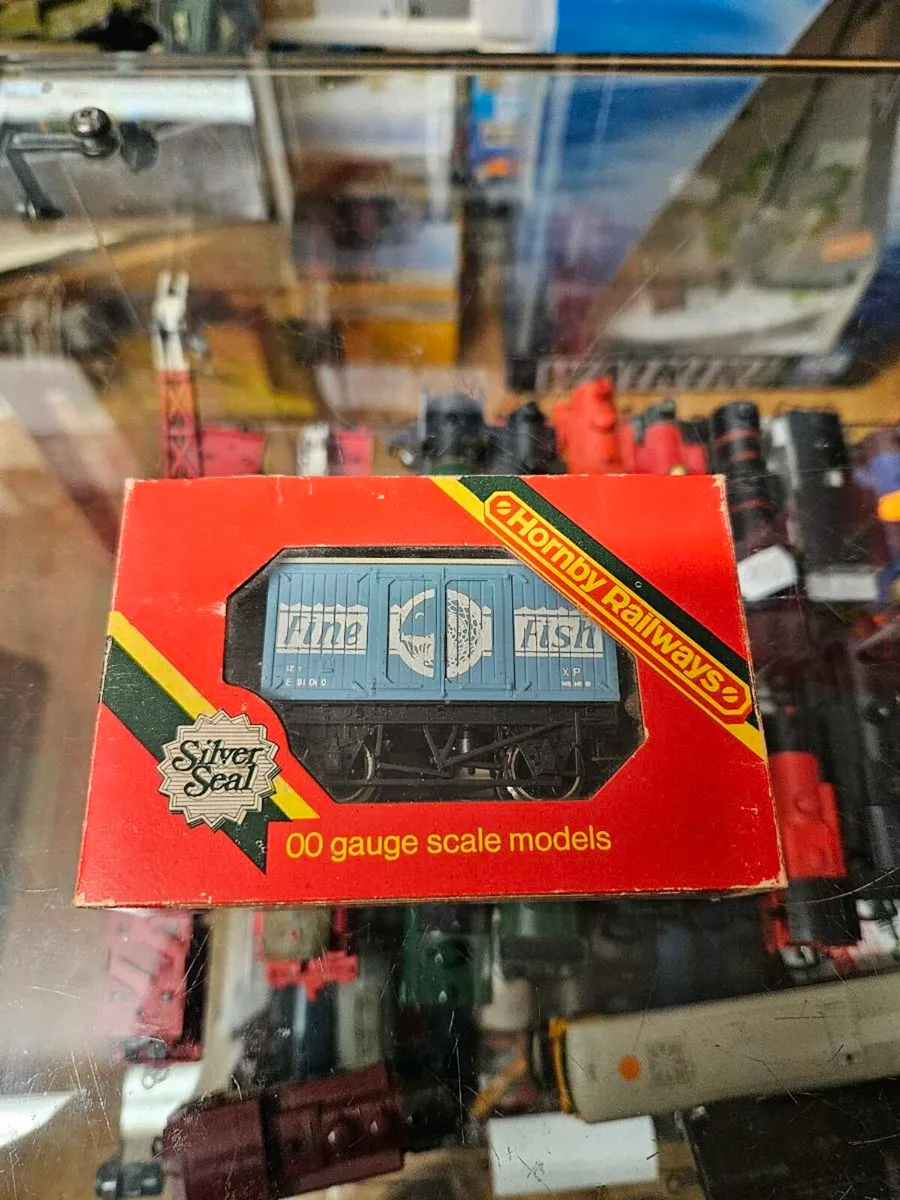 Hornby Railways
Fine Fish
XP
Silver
Seal
00 gauge scale models